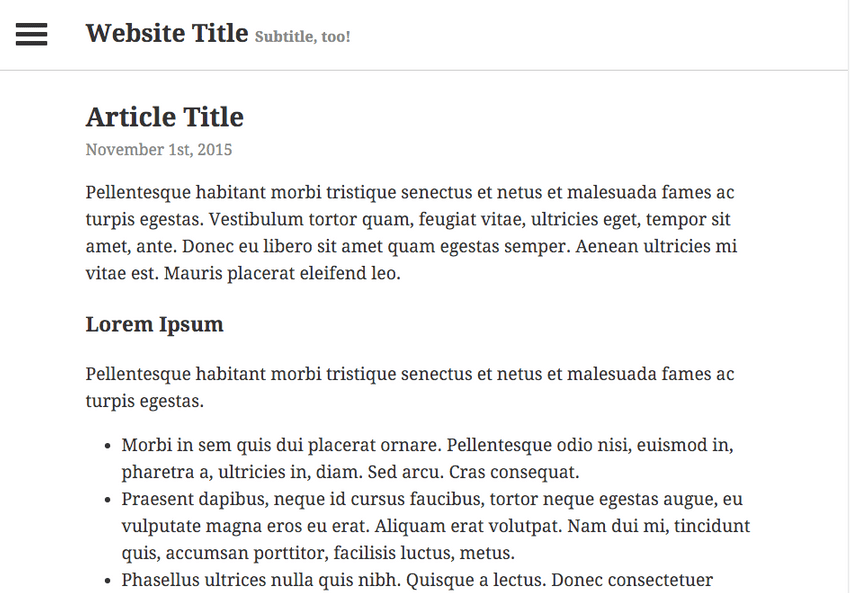 Website Title Subtitle, too!
Article Title
November 1st, 2015
Pellentesque habitant morbi tristique senectus et netus et malesuada fames ac
turpis egestas. Vestibulum tortor quam, feugiat vitae, ultricies eget, tempor sit
amet, ante. Donec eu libero sit amet quam egestas semper. Aenean ultricies mi
vitae est. Mauris placerat eleifend leo.
Lorem Ipsum
Pellentesque habitant morbi tristique senectus et netus et malesuada fames ac
turpis egestas.
• Morbi in sem quis dui placerat ornare. Pellentesque odio nisi, euismod in,
pharetra a, ultricies in, diam. Sed arcu. Cras consequat.
• Praesent dapibus, neque id cursus faucibus, tortor neque egestas augue, eu
vulputate magna eros eu erat. Aliquam erat volutpat. Nam dui mi, tincidunt
quis, accumsan porttitor, facilisis luctus, metus.
• Phasellus ultrices nulla quis nibh. Quisque a lectus. Donec consectetuer